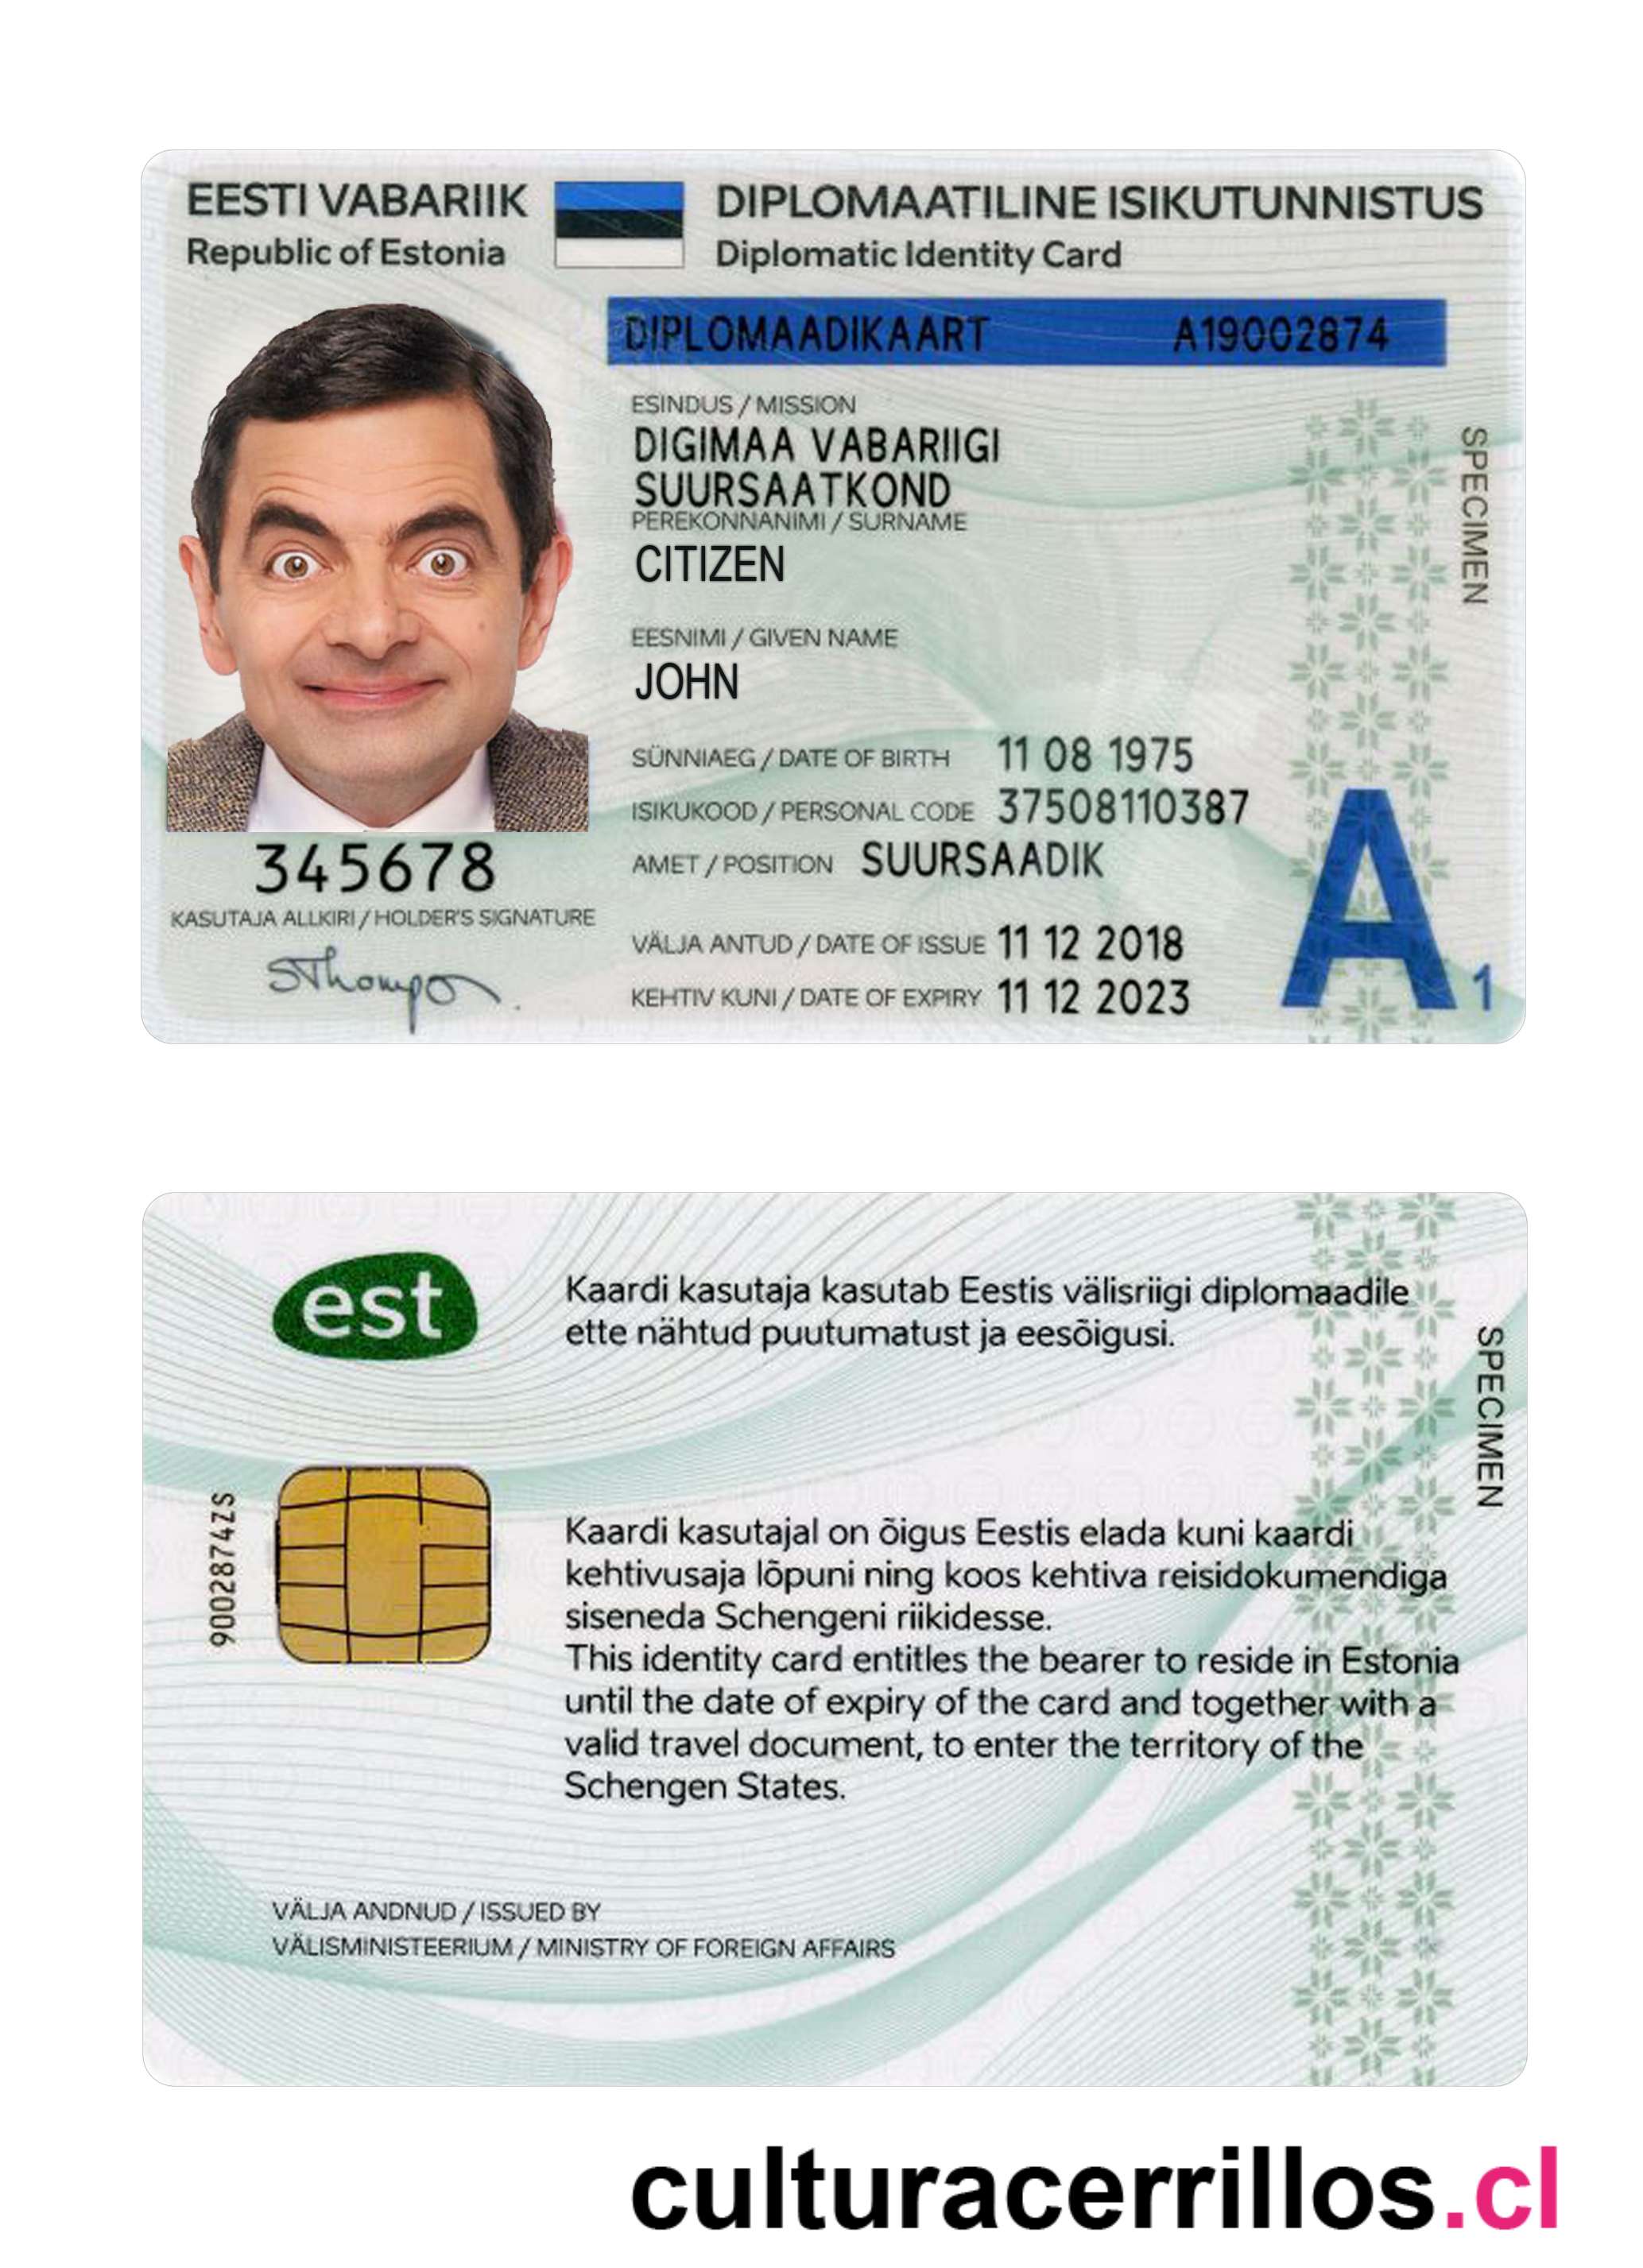 EESTI VABARIIK
Republic of Estonia
DIPLOMAATILINE ISIKUTUNNISTUS
Diplomatic Identity Card
DIPLOMAADIKAART A19002874
ESINDUS / MISSION
DIGIMAA VABARIIGI
SUURSAATKOND
PEREKONNANIMI / SURNAME
CITIZEN
EESNIMI / GIVEN NAME
JOHN
SÜNNIAEG / DATE OF BIRTH 11 08 1975
ISIKUKOOD / PERSONAL CODE 37508110387
AMET / POSITION SUURSAADIK
VÄLJA ANTUD / DATE OF ISSUE 11 12 2018
KEHTIV KUNI / DATE OF EXPIRY 11 12 2023
345678
KASUTAJA ALLKIRI / HOLDER'S SIGNATURE
SThompson
SPECIMEN
A 1
est
Kaardi kasutaja kasutab Eestis välisriigi diplomaadile
ette nähtud puutumatust ja eesõigusi.
SPECIMEN
9002874ZS
Kaardi kasutajal on õigus Eestis elada kuni kaardi
kehtivusaja lõpuni ning koos kehtiva reisidokumendiga
siseneda Schengeni riikidesse.
This identity card entitles the bearer to reside in Estonia
until the date of expiry of the card and together with a
valid travel document, to enter the territory of the
Schengen States.
VÄLJA ANDNUD / ISSUED BY
VÄLISMINISTEERIUM / MINISTRY OF FOREIGN AFFAIRS
culturacerrillos.cl